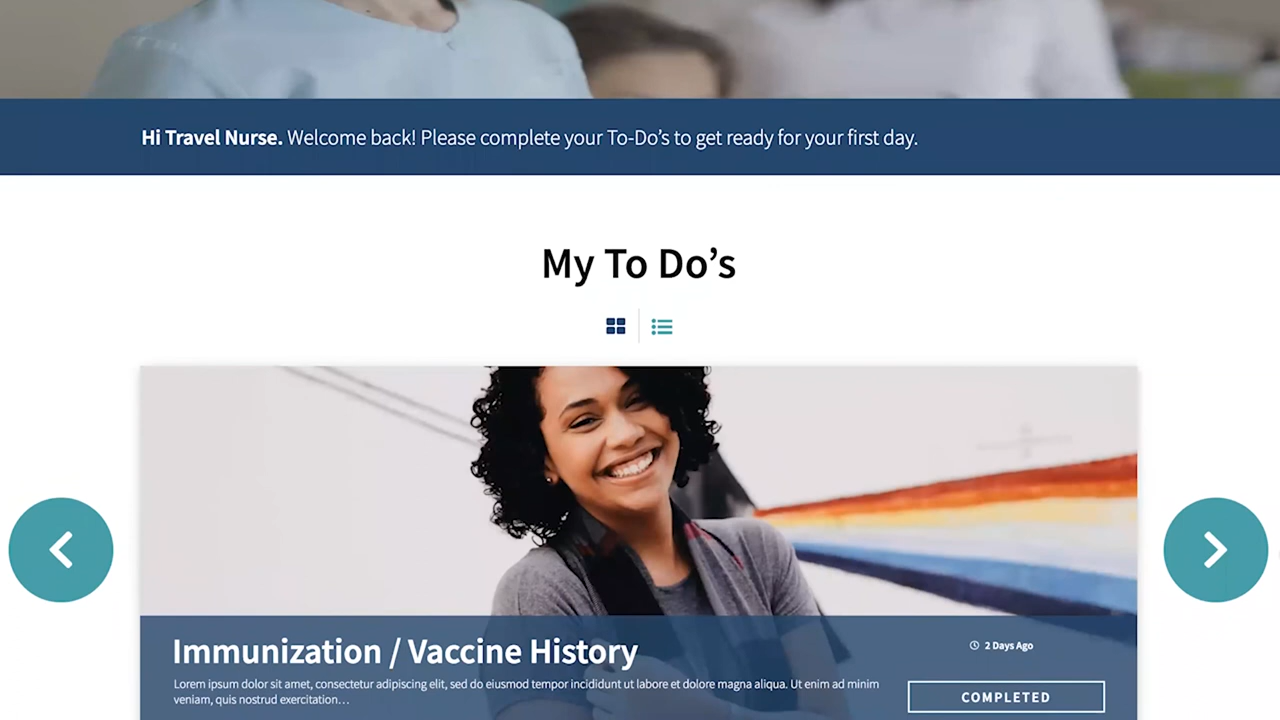 Hi Travel Nurse. Welcome back! Please complete your To-Do’s to get ready for your first day.
My To Do’s
Immunization / Vaccine History
2 Days Ago
Lorem ipsum dolor sit amet, consectetur adipiscing elit, sed do eiusmod tempor incididunt ut labore et dolore magna aliqua. Ut enim ad minim
veniam, quis nostrud exercitation…
COMPLETED